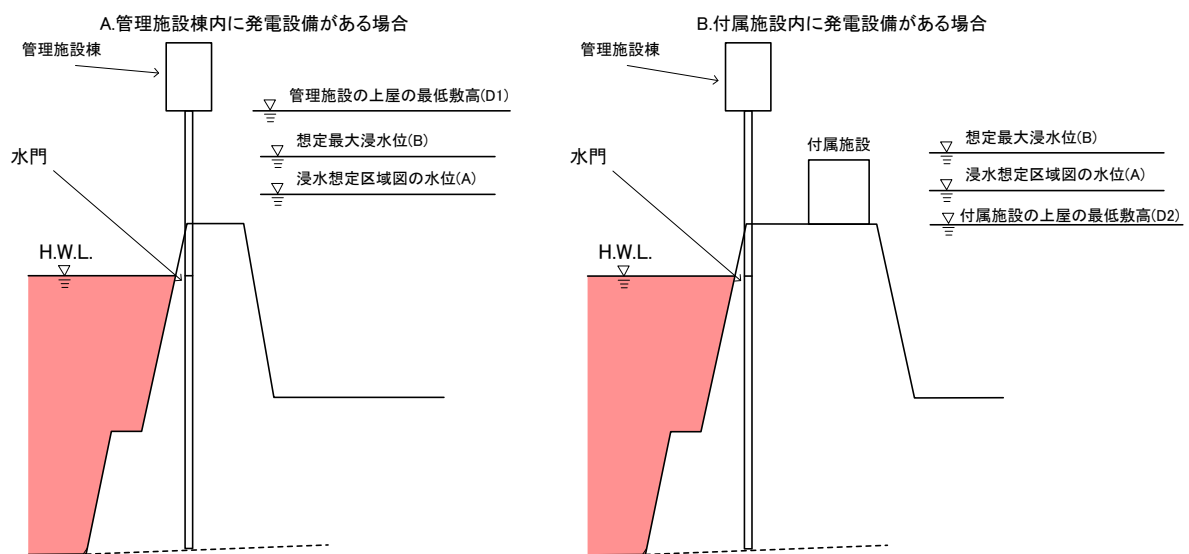 A.管理施設棟内に発電設備がある場合
管理施設棟
管理施設の上屋の最低敷高(D1)
想定最大浸水位(B)
水門
浸水想定区域図の水位(A)
H.W.L.
B.付属施設内に発電設備がある場合
管理施設棟
想定最大浸水位(B)
付属施設
水門
浸水想定区域図の水位(A)
付属施設の上屋の最低敷高(D2)
H.W.L.